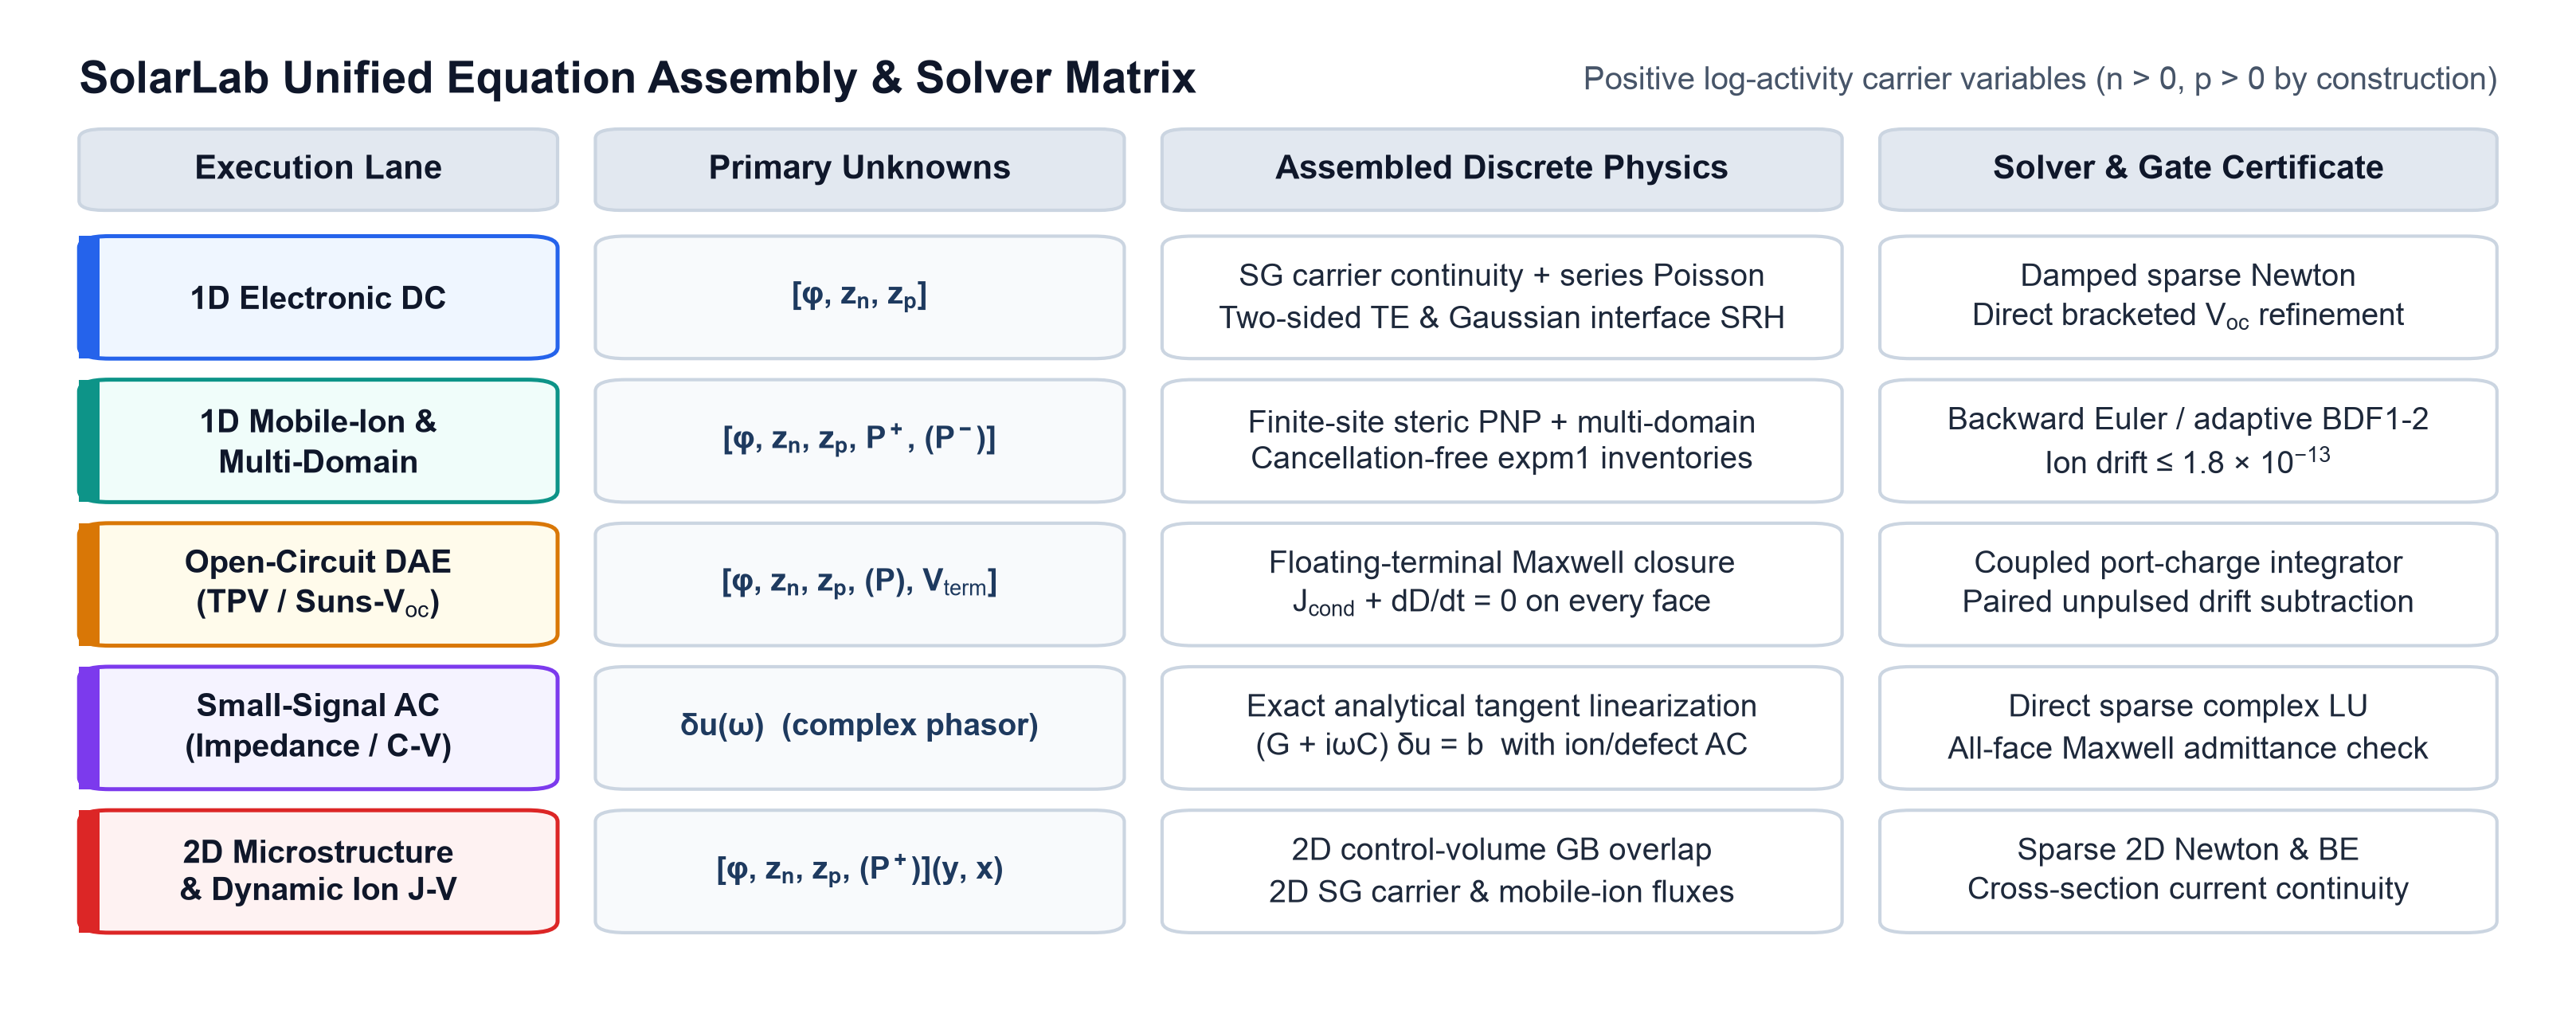 SolarLab Unified Equation Assembly & Solver Matrix
Positive log-activity carrier variables (n > 0, p > 0 by construction)
Execution Lane
Primary Unknowns
Assembled Discrete Physics
Solver & Gate Certificate
1D Electronic DC
[φ, zₙ, zₚ]
SG carrier continuity + series Poisson
Two-sided TE & Gaussian interface SRH
Damped sparse Newton
Direct bracketed V_oc refinement
1D Mobile-Ion &
Multi-Domain
[φ, zₙ, zₚ, P⁺, (P⁻)]
Finite-site steric PNP + multi-domain
Cancellation-free expm1 inventories
Backward Euler / adaptive BDF1-2
Ion drift ≤ 1.8 × 10⁻¹³
Open-Circuit DAE
(TPV / Suns-V_oc)
[φ, zₙ, zₚ, (P), V_term]
Floating-terminal Maxwell closure
J_cond + dD/dt = 0 on every face
Coupled port-charge integrator
Paired unpulsed drift subtraction
Small-Signal AC
(Impedance / C-V)
δu(ω) (complex phasor)
Exact analytical tangent linearization
(G + iωC) δu = b with ion/defect AC
Direct sparse complex LU
All-face Maxwell admittance check
2D Microstructure
& Dynamic Ion J-V
[φ, zₙ, zₚ, (P⁺)](y, x)
2D control-volume GB overlap
2D SG carrier & mobile-ion fluxes
Sparse 2D Newton & BE
Cross-section current continuity